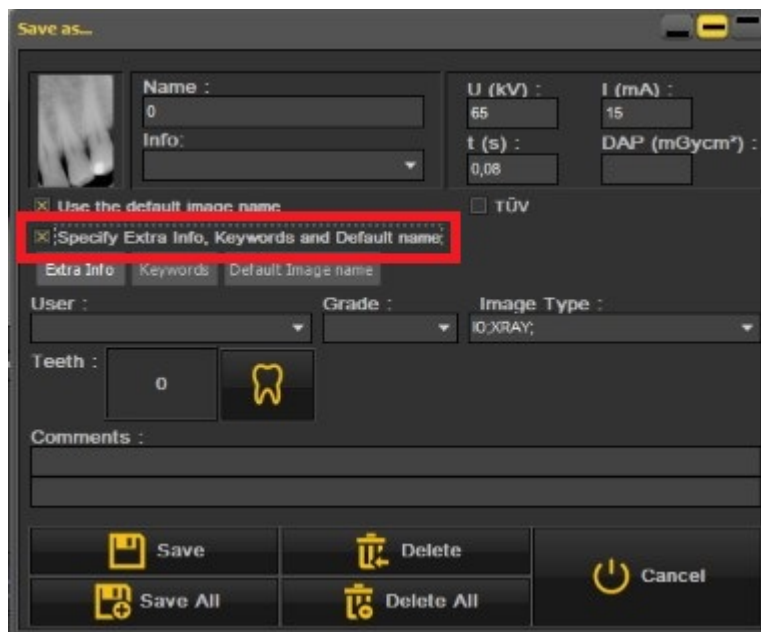 Save as...
Name :
0
Info:
U (kV) :
65
I (mA) :
15
t (s) :
0,08
DAP (mGycm²) :
Use the default image name
TÜV
Specify Extra Info, Keywords and Default name
Extra Info
Keywords
Default Image name
User :
Grade :
Image Type :
IO;XRAY;
Teeth :
0
Comments :
Save
Delete
Cancel
Save All
Delete All